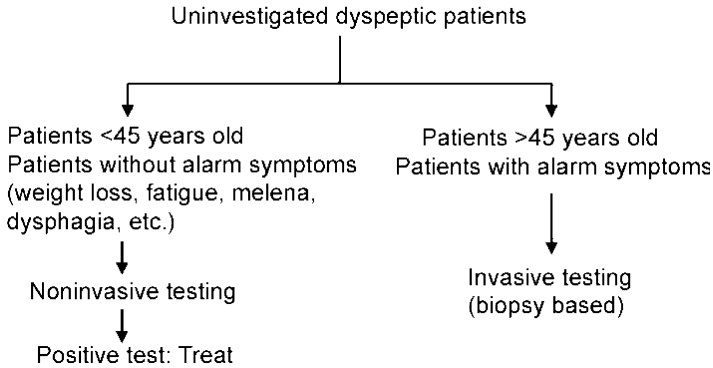 Uninvestigated dyspeptic patients
Patients <45 years old
Patients without alarm symptoms
(weight loss, fatigue, melena,
dysphagia, etc.)
Noninvasive testing
Positive test: Treat
Patients >45 years old
Patients with alarm symptoms
Invasive testing
(biopsy based)